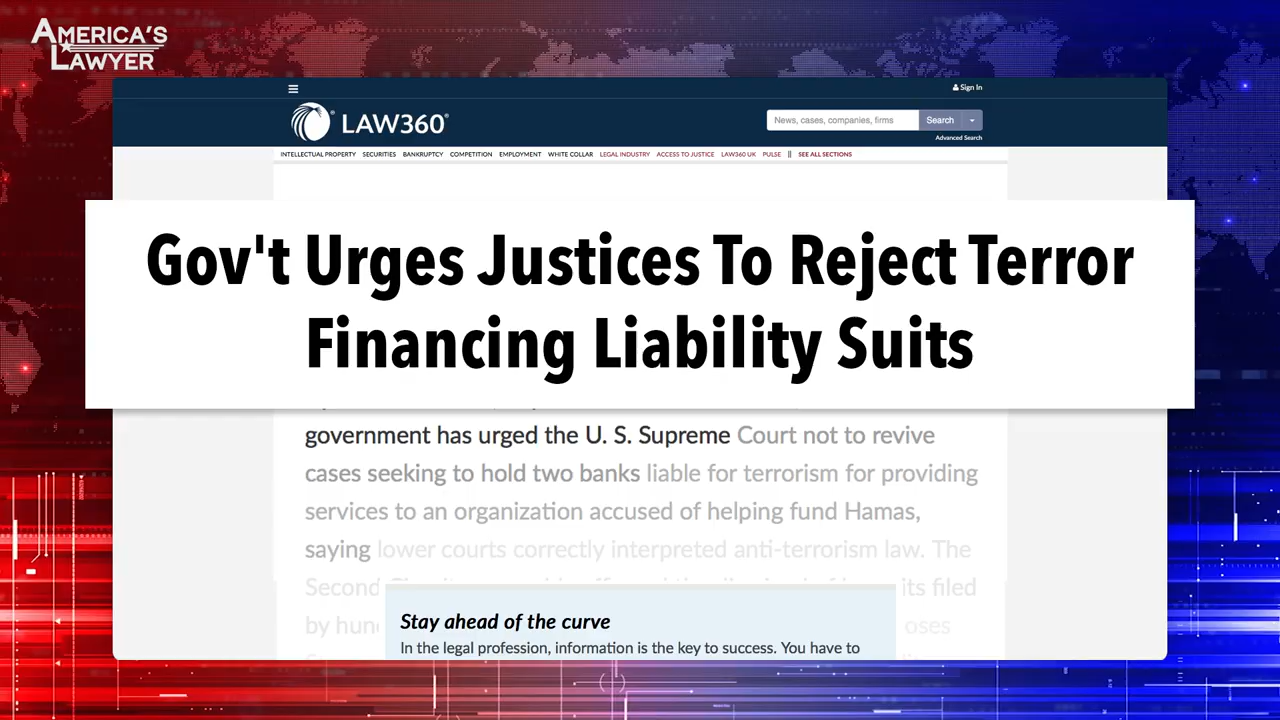 AMERICA'S
LAWYER
Sign In
LAW360®
News, cases, companies, firms
Search
Advanced Search
INTELLECTUAL PROPERTY SECURITIES BANKRUPTCY COMPETITION EMPLOYMENT WHITE COLLAR LEGAL INDUSTRY ACCESS TO JUSTICE LAW360 UK PULSE || SEE ALL SECTIONS
Gov't Urges Justices To Reject Terror
Financing Liability Suits
government has urged the U. S. Supreme Court not to revive
cases seeking to hold two banks liable for terrorism for providing
services to an organization accused of helping fund Hamas,
saying lower courts correctly interpreted anti-terrorism law. The
Second
by
Stay ahead of the curve
In the legal profession, information is the key to success. You have to